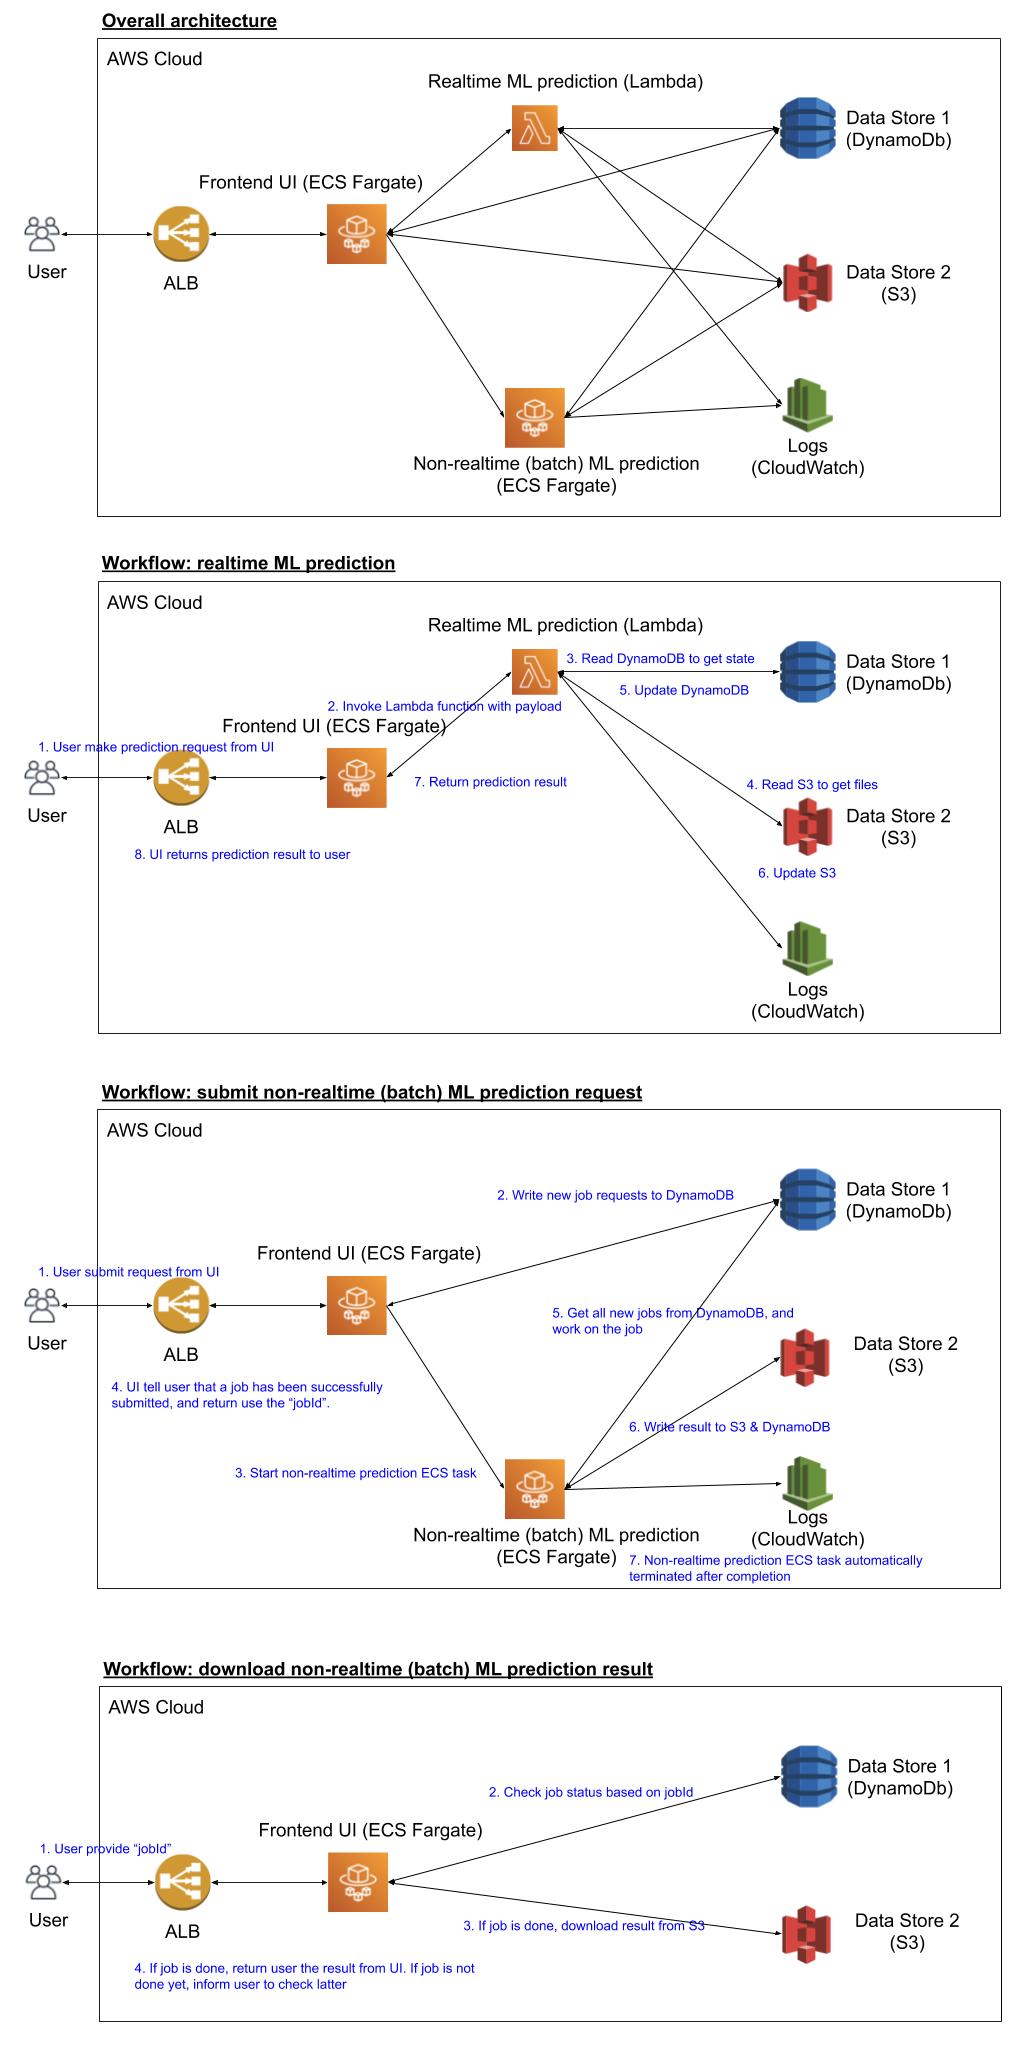 Overall architecture
AWS Cloud
Realtime ML prediction (Lambda)
Data Store 1
(DynamoDb)
Frontend UI (ECS Fargate)
User
ALB
Data Store 2
(S3)
Logs
(CloudWatch)
Non-realtime (batch) ML prediction
(ECS Fargate)
Workflow: realtime ML prediction
AWS Cloud
Realtime ML prediction (Lambda)
3. Read DynamoDB to get state
Data Store 1
(DynamoDb)
5. Update DynamoDB
2. Invoke Lambda function with payload
Frontend UI (ECS Fargate)
1. User make prediction request from UI
7. Return prediction result
4. Read S3 to get files
User
ALB
Data Store 2
(S3)
8. UI returns prediction result to user
6. Update S3
Logs
(CloudWatch)
Workflow: submit non-realtime (batch) ML prediction request
AWS Cloud
2. Write new job requests to DynamoDB
Data Store 1
(DynamoDb)
Frontend UI (ECS Fargate)
1. User submit request from UI
5. Get all new jobs from DynamoDB, and
work on the job
User
ALB
Data Store 2
(S3)
4. UI tell user that a job has been successfully
submitted, and return use the “jobId”.
6. Write result to S3 & DynamoDB
3. Start non-realtime prediction ECS task
Logs
(CloudWatch)
Non-realtime (batch) ML prediction
(ECS Fargate)
7. Non-realtime prediction ECS task automatically
terminated after completion
Workflow: download non-realtime (batch) ML prediction result
AWS Cloud
Data Store 1
(DynamoDb)
2. Check job status based on jobId
Frontend UI (ECS Fargate)
1. User provide “jobId”
User
ALB
3. If job is done, download result from S3
Data Store 2
(S3)
4. If job is done, return user the result from UI. If job is not
done yet, inform user to check latter